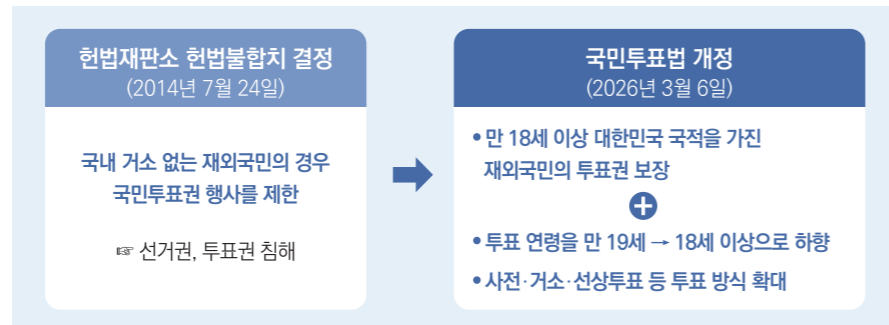 헌법재판소 헌법불합치 결정
(2014년 7월 24일)
국내 거소 없는 재외국민의 경우
국민투표권 행사를 제한
☞ 선거권, 투표권 침해
국민투표법 개정
(2026년 3월 6일)
• 만 18세 이상 대한민국 국적을 가진
재외국민의 투표권 보장
• 투표 연령을 만 19세 → 18세 이상으로 하향
• 사전·거소·선상투표 등 투표 방식 확대